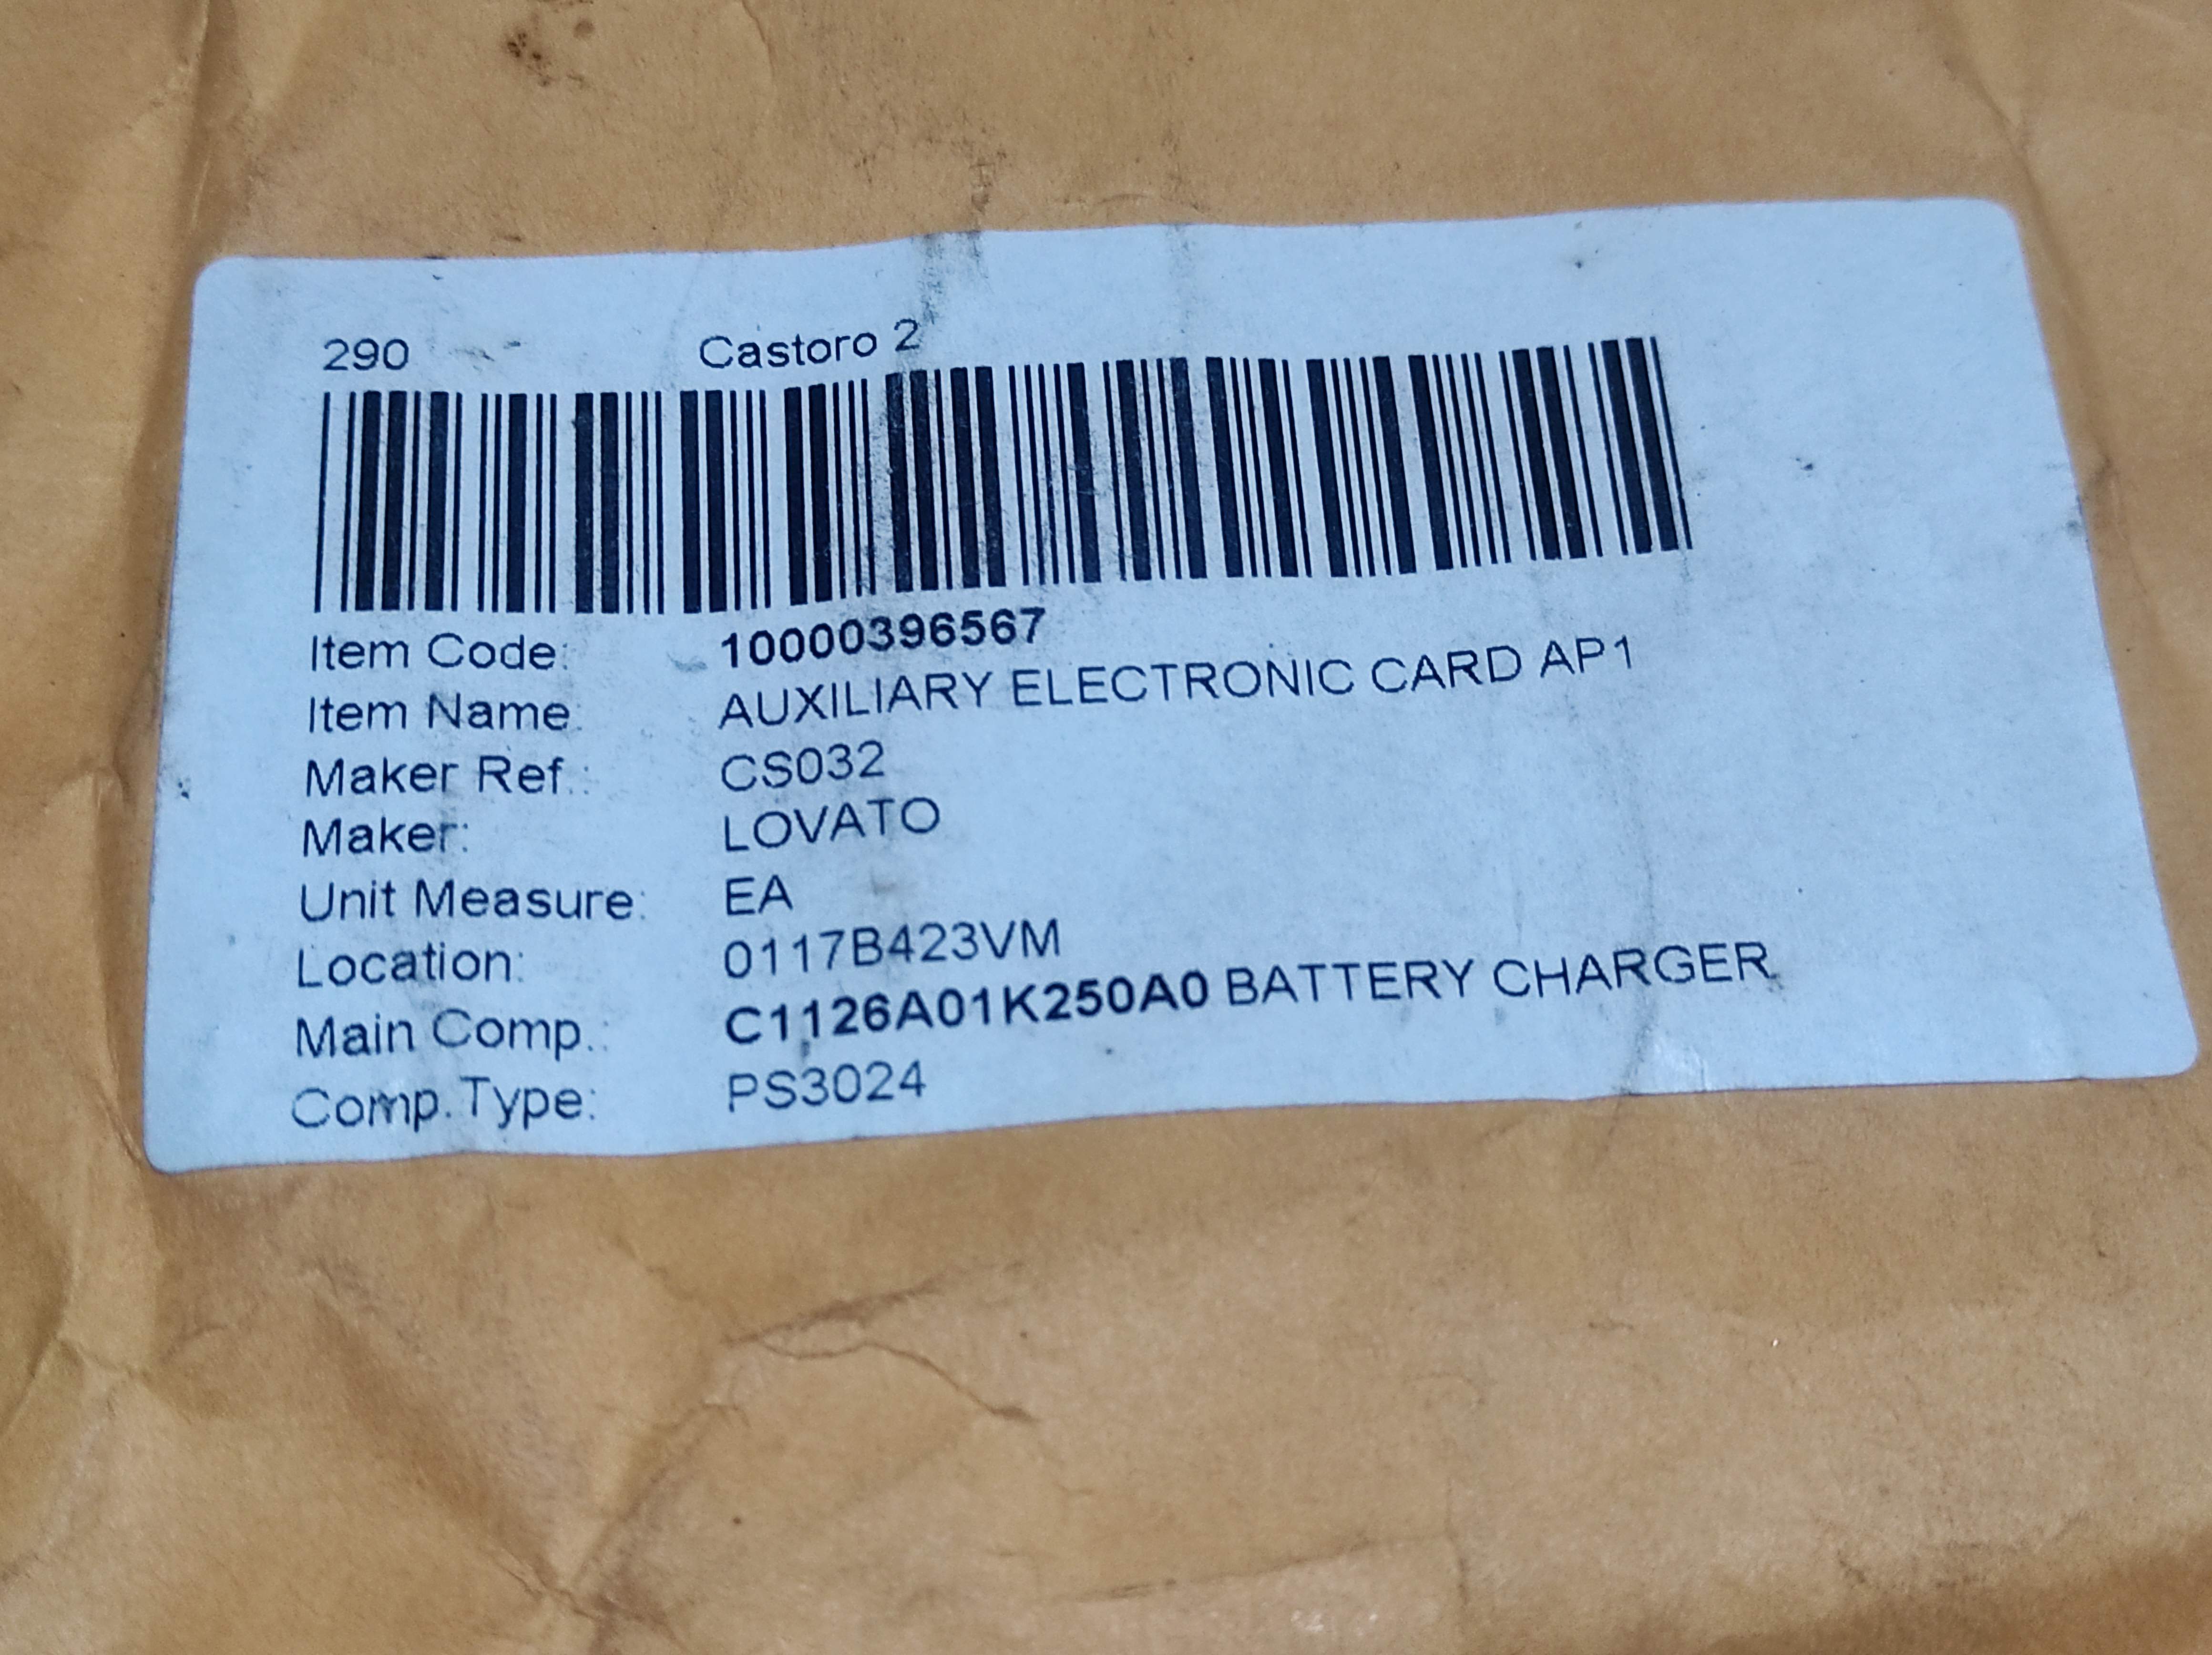 290 Castoro 2
Item Code: 10000396567
Item Name: AUXILIARY ELECTRONIC CARD AP1
Maker Ref.: CS032
Maker: LOVATO
Unit Measure: EA
Location: 0117B423VM
Main Comp.: C1126A01K250A0 BATTERY CHARGER
Comp.Type: PS3024